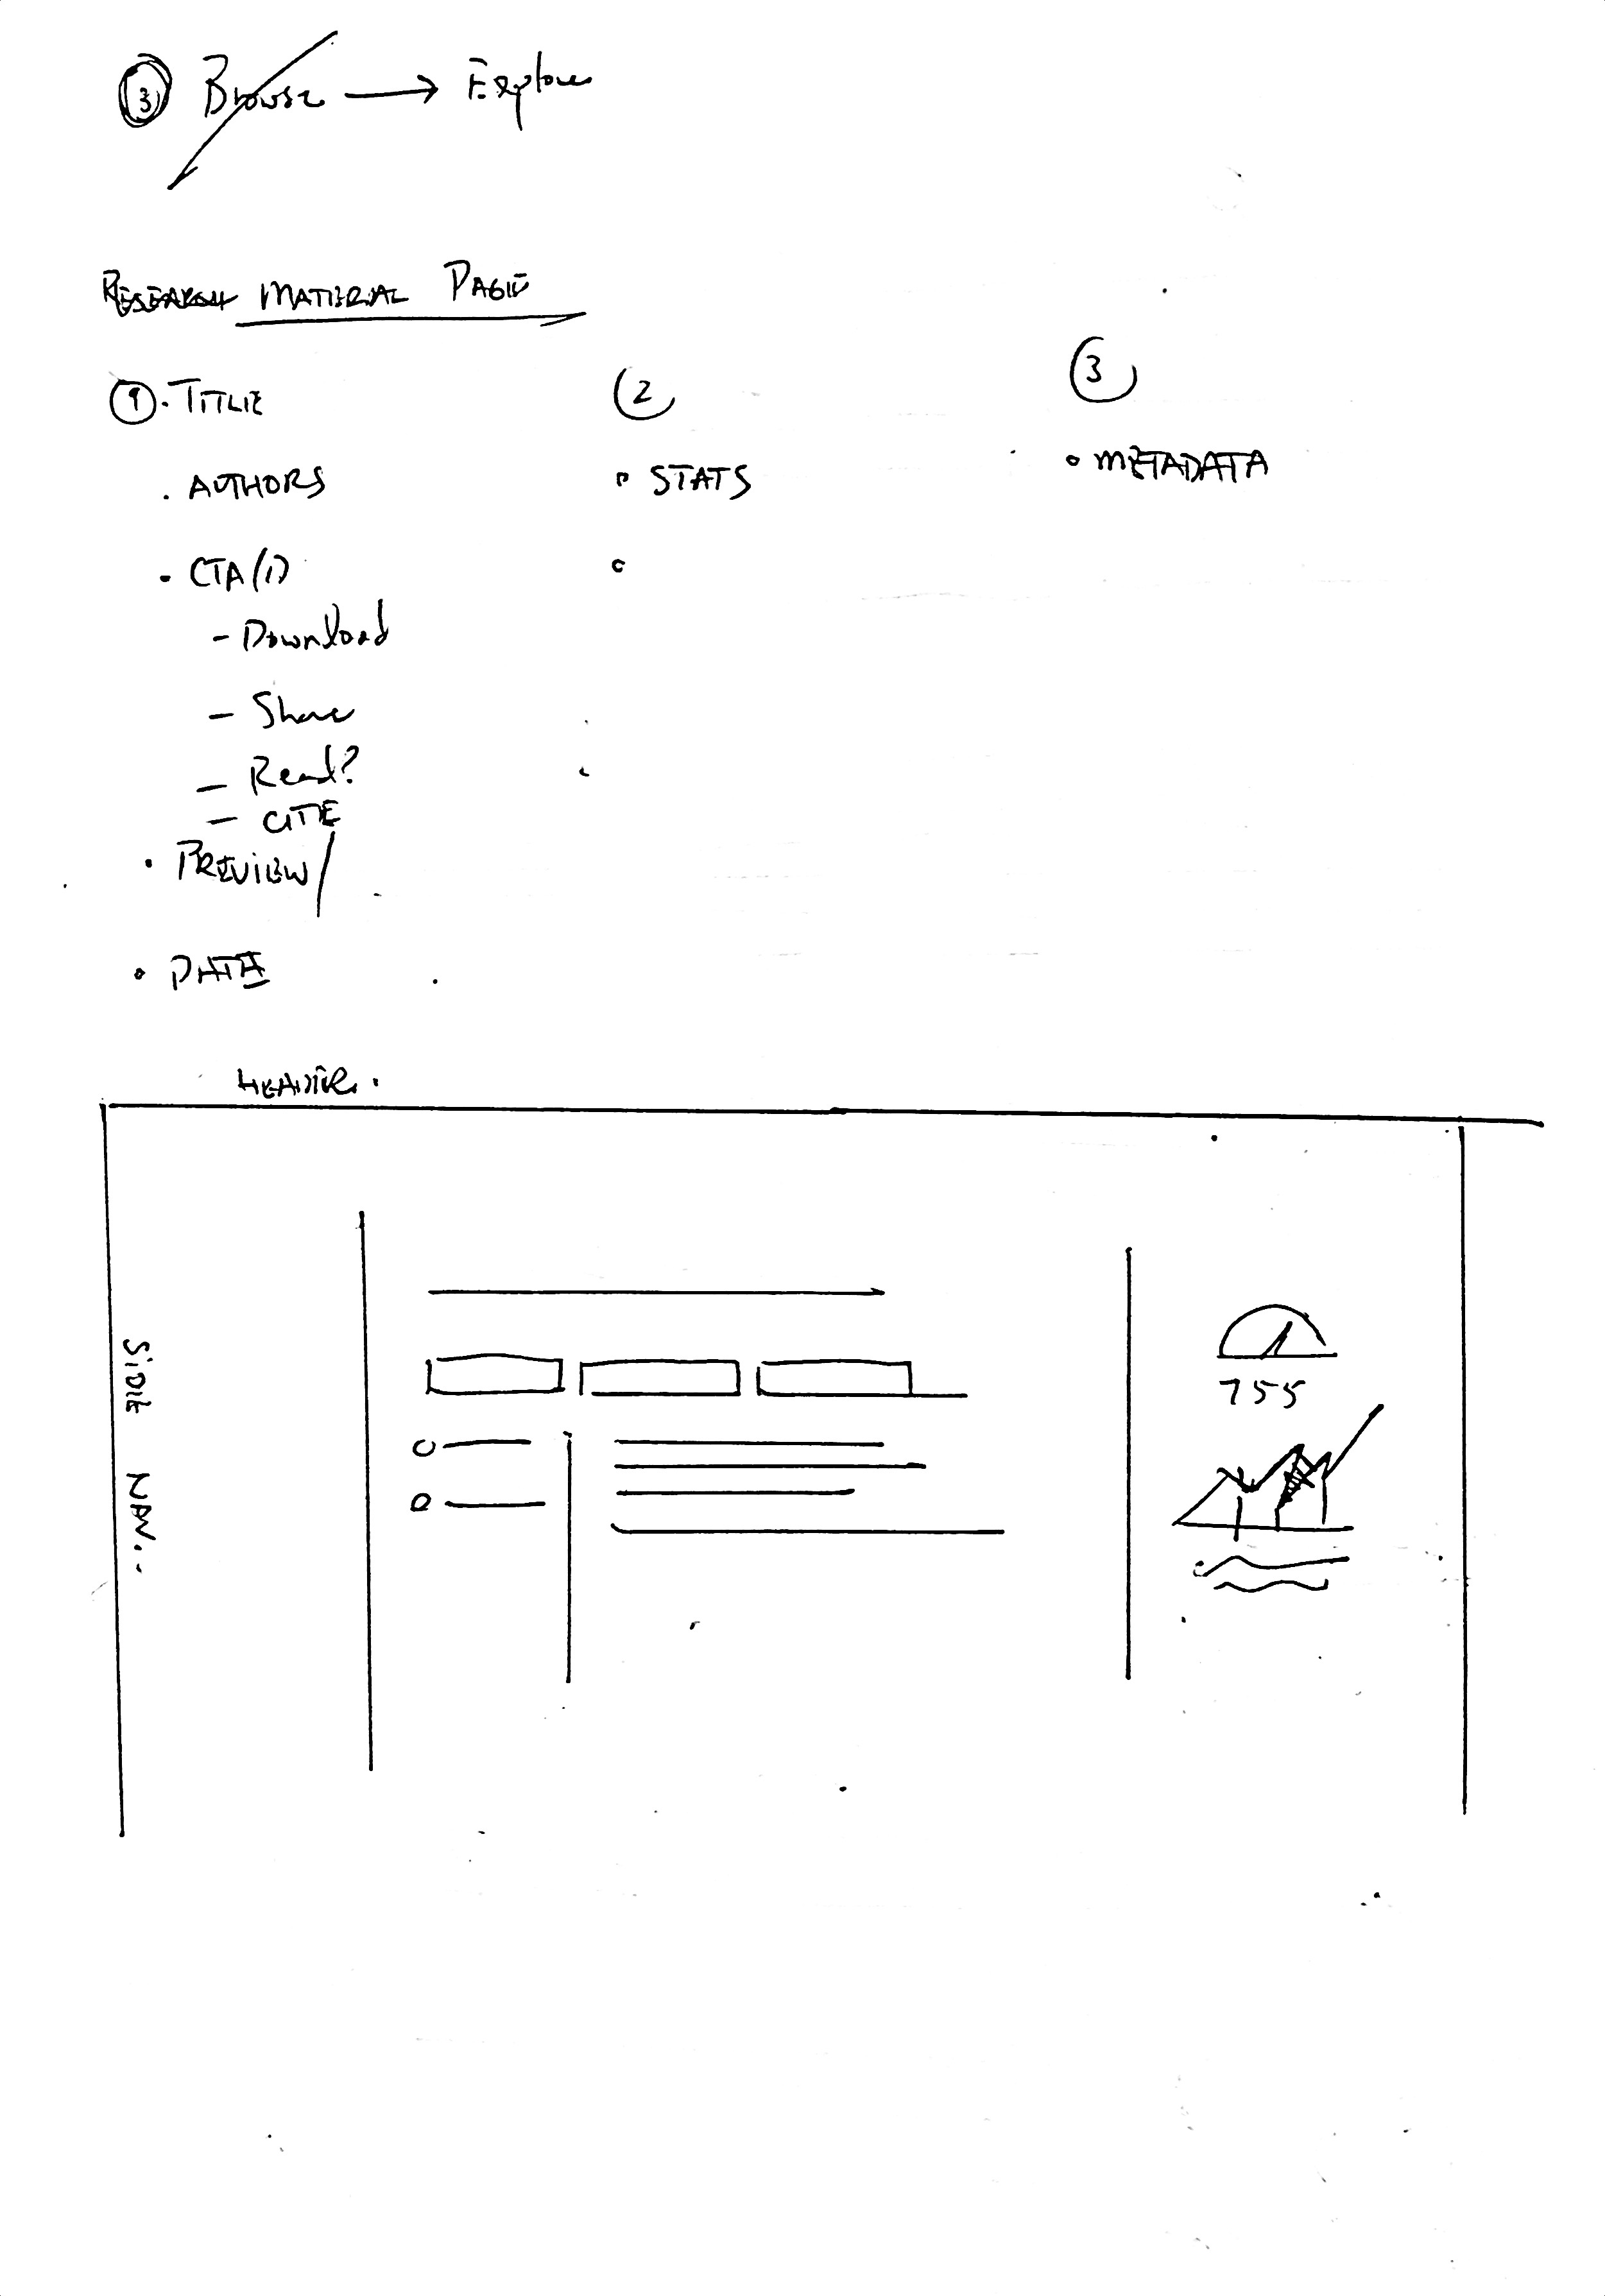 ③ Browse → Explore
RESEARCH MATERIAL PAGE
① · TITLE
· AUTHORS
· CTA (1)
- Download
- Share
- Read?
- CITE
· PREVIEW /
· DATA
②
· STATS
③
· METADATA
HEADER.
SIDE NAV.
755